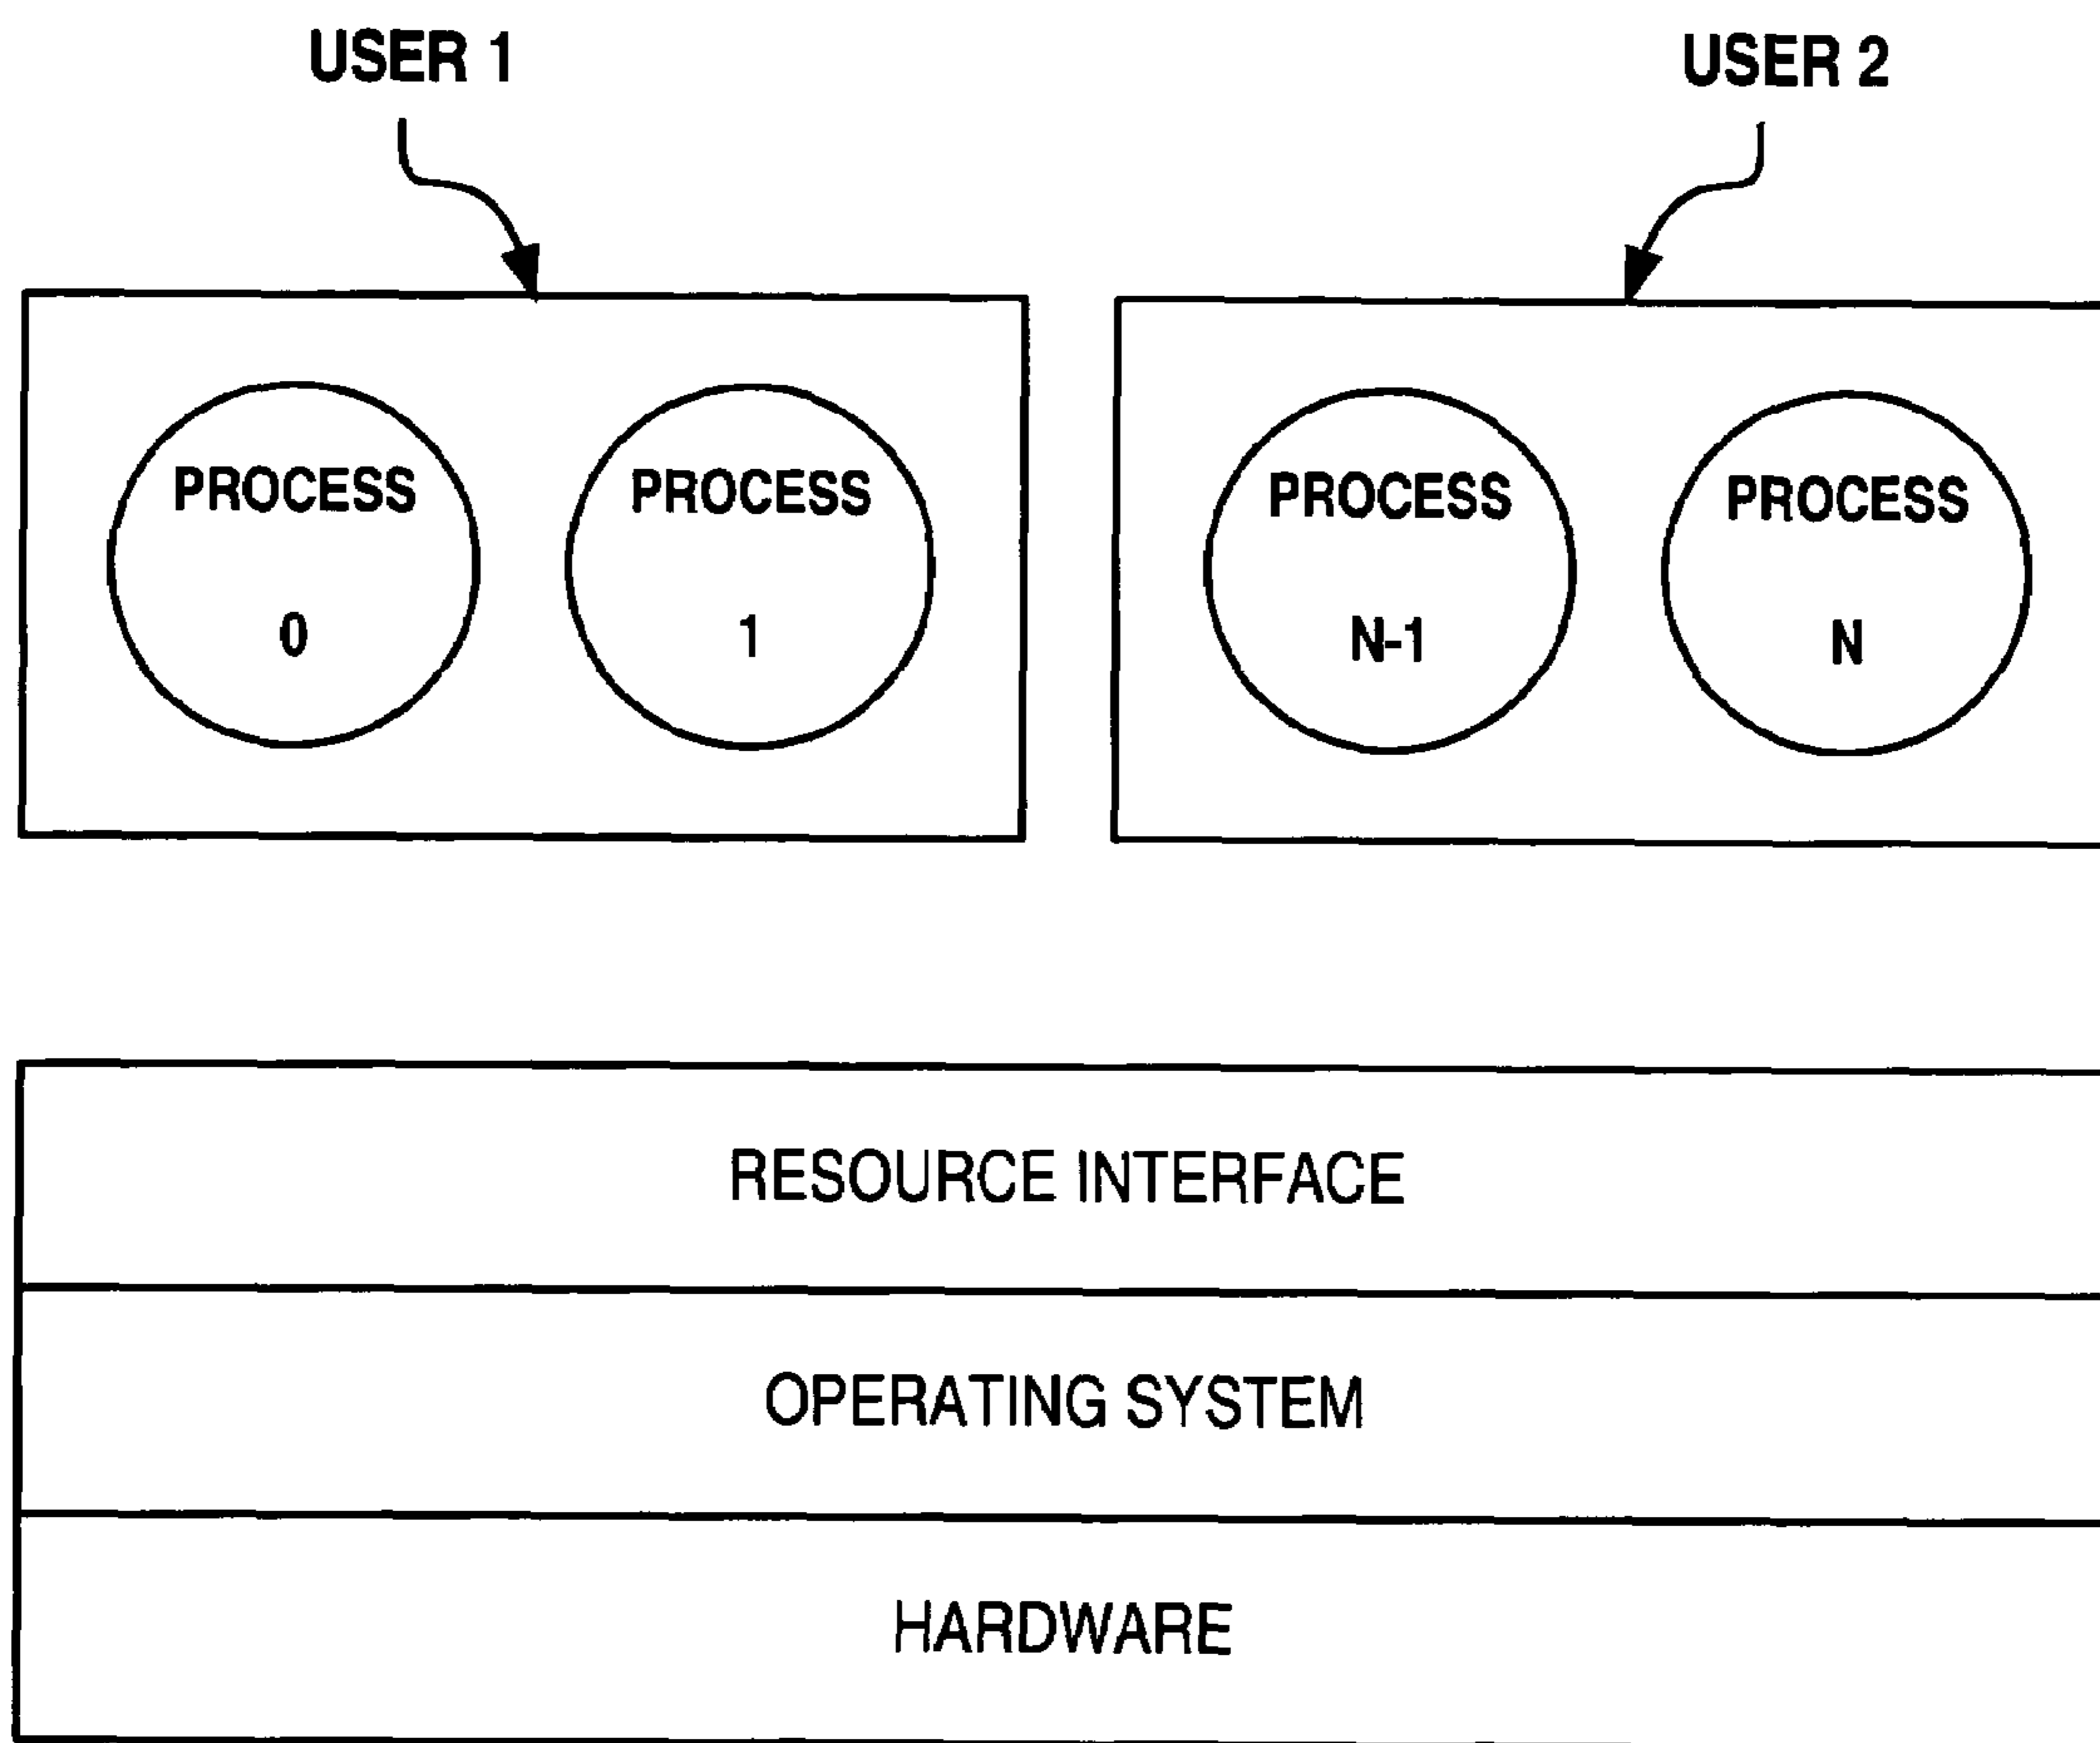 USER 1
USER 2
PROCESS
0
PROCESS
1
PROCESS
N-1
PROCESS
N
RESOURCE INTERFACE
OPERATING SYSTEM
HARDWARE